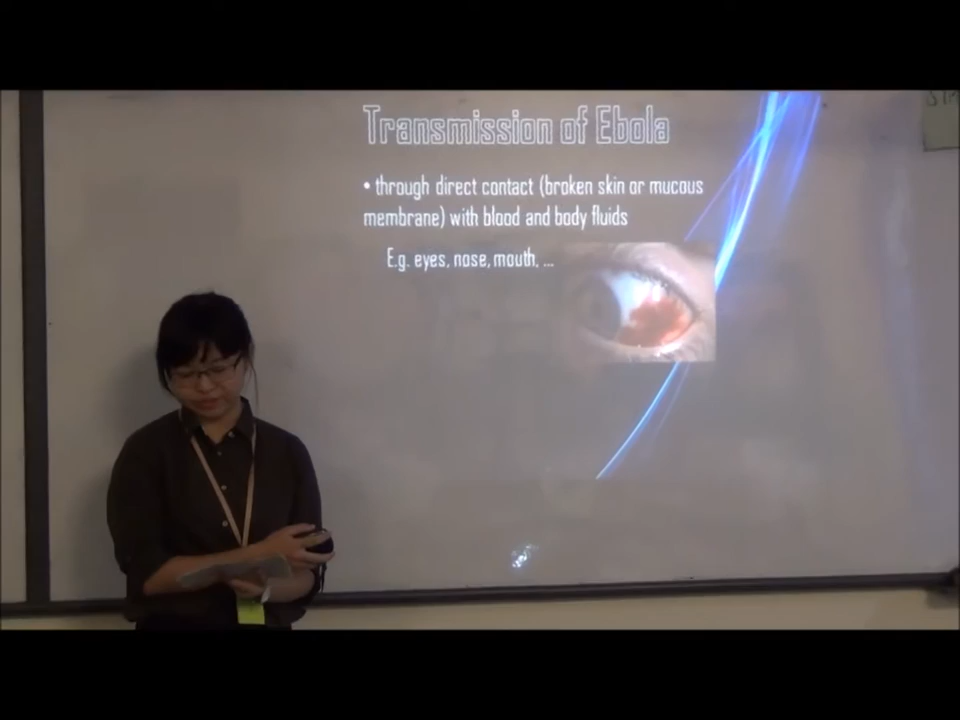 Transmission of Ebola
• through direct contact (broken skin or mucous
membrane) with blood and body fluids
E.g. eyes, nose, mouth, ...